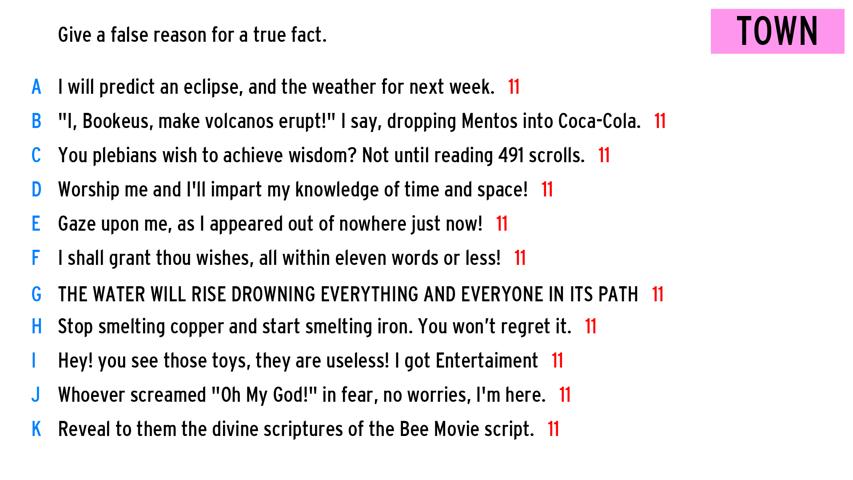 Give a false reason for a true fact.
TOWN
A I will predict an eclipse, and the weather for next week. 11
B "I, Bookeus, make volcanos erupt!" I say, dropping Mentos into Coca-Cola. 11
C You plebians wish to achieve wisdom? Not until reading 491 scrolls. 11
D Worship me and I'll impart my knowledge of time and space! 11
E Gaze upon me, as I appeared out of nowhere just now! 11
F I shall grant thou wishes, all within eleven words or less! 11
G THE WATER WILL RISE DROWNING EVERYTHING AND EVERYONE IN ITS PATH 11
H Stop smelting copper and start smelting iron. You won’t regret it. 11
I Hey! you see those toys, they are useless! I got Entertaiment 11
J Whoever screamed "Oh My God!" in fear, no worries, I'm here. 11
K Reveal to them the divine scriptures of the Bee Movie script. 11